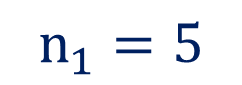 n₁ = 5